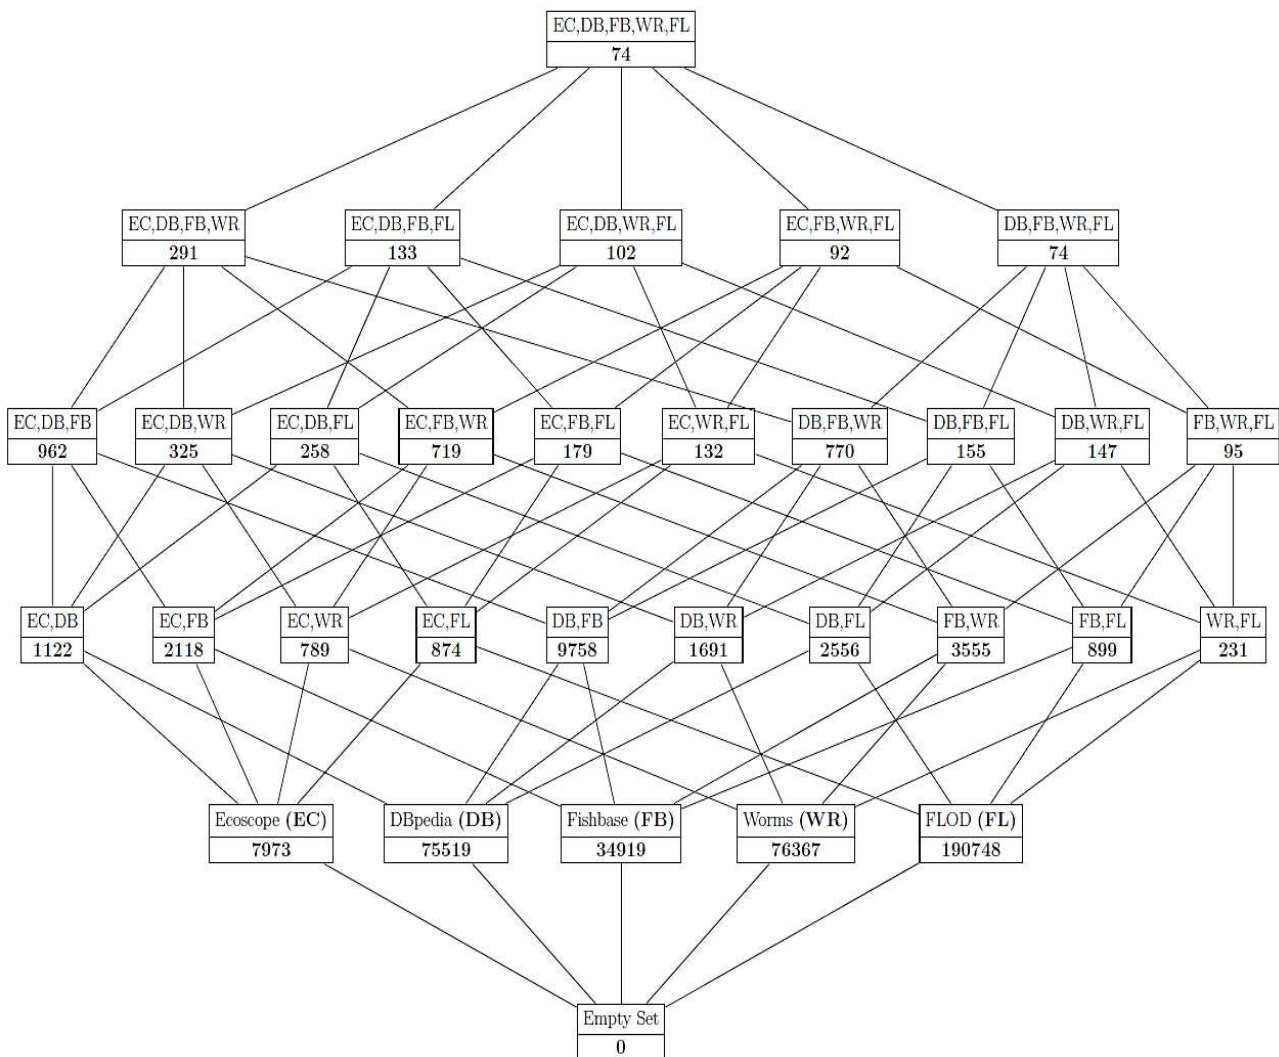 EC,DB,FB,WR,FL
74
EC,DB,FB,WR
291
EC,DB,FB,FL
133
EC,DB,WR,FL
102
EC,FB,WR,FL
92
DB,FB,WR,FL
74
EC,DB,FB
962
EC,DB,WR
325
EC,DB,FL
258
EC,FB,WR
719
EC,FB,FL
179
EC,WR,FL
132
DB,FB,WR
770
DB,FB,FL
155
DB,WR,FL
147
FB,WR,FL
95
EC,DB
1122
EC,FB
2118
EC,WR
789
EC,FL
874
DB,FB
9758
DB,WR
1691
DB,FL
2556
FB,WR
3555
FB,FL
899
WR,FL
231
Ecoscope (EC)
7973
DBpedia (DB)
75519
Fishbase (FB)
34919
Worms (WR)
76367
FLOD (FL)
190748
Empty Set
0